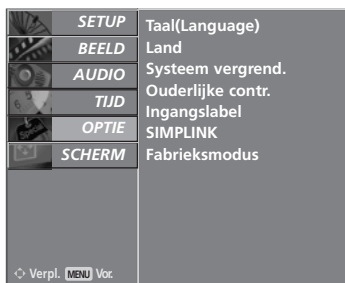 SETUP
BEELD
AUDIO
TIJD
OPTIE
SCHERM
Taal(Language)
Land
Systeem vergrend.
Ouderlijke contr.
Ingangslabel
SIMPLINK
Fabrieksmodus
Verpl. MENU Vor.